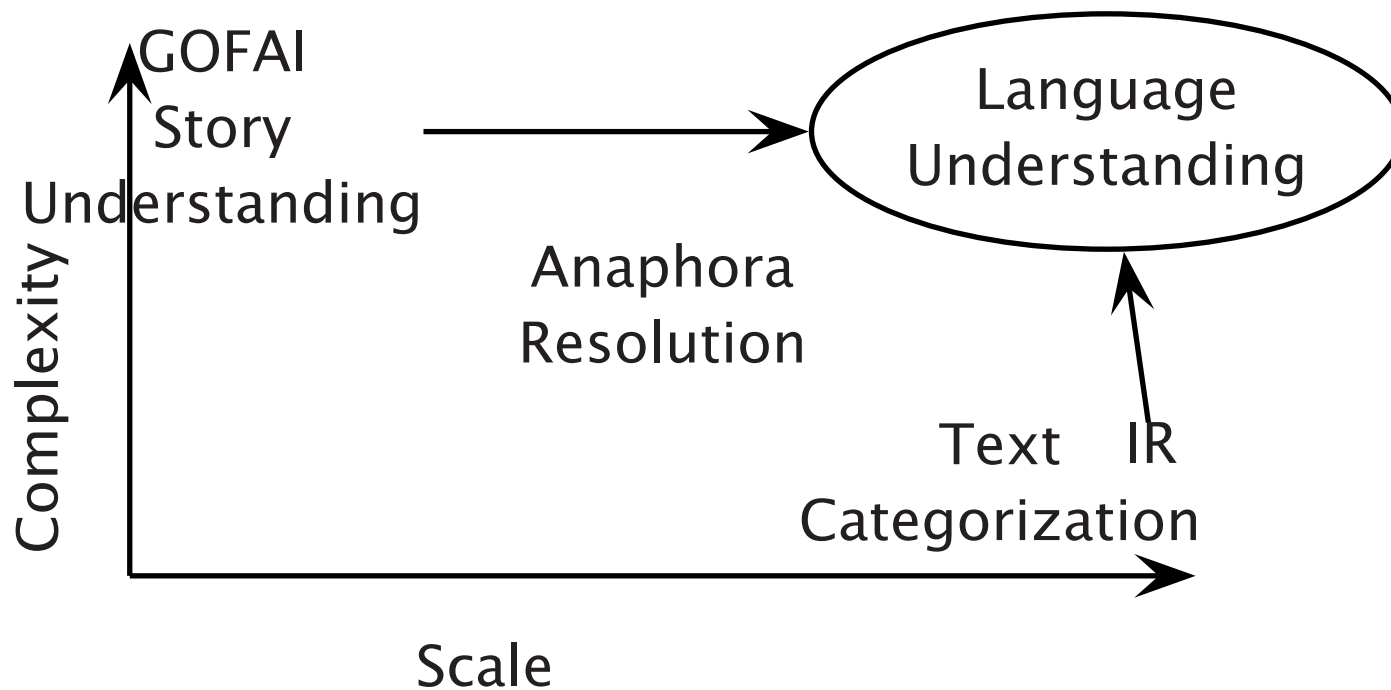 GOFAI
Story
Understanding
Language
Understanding
Anaphora
Resolution
Complexity
Text IR
Categorization
Scale